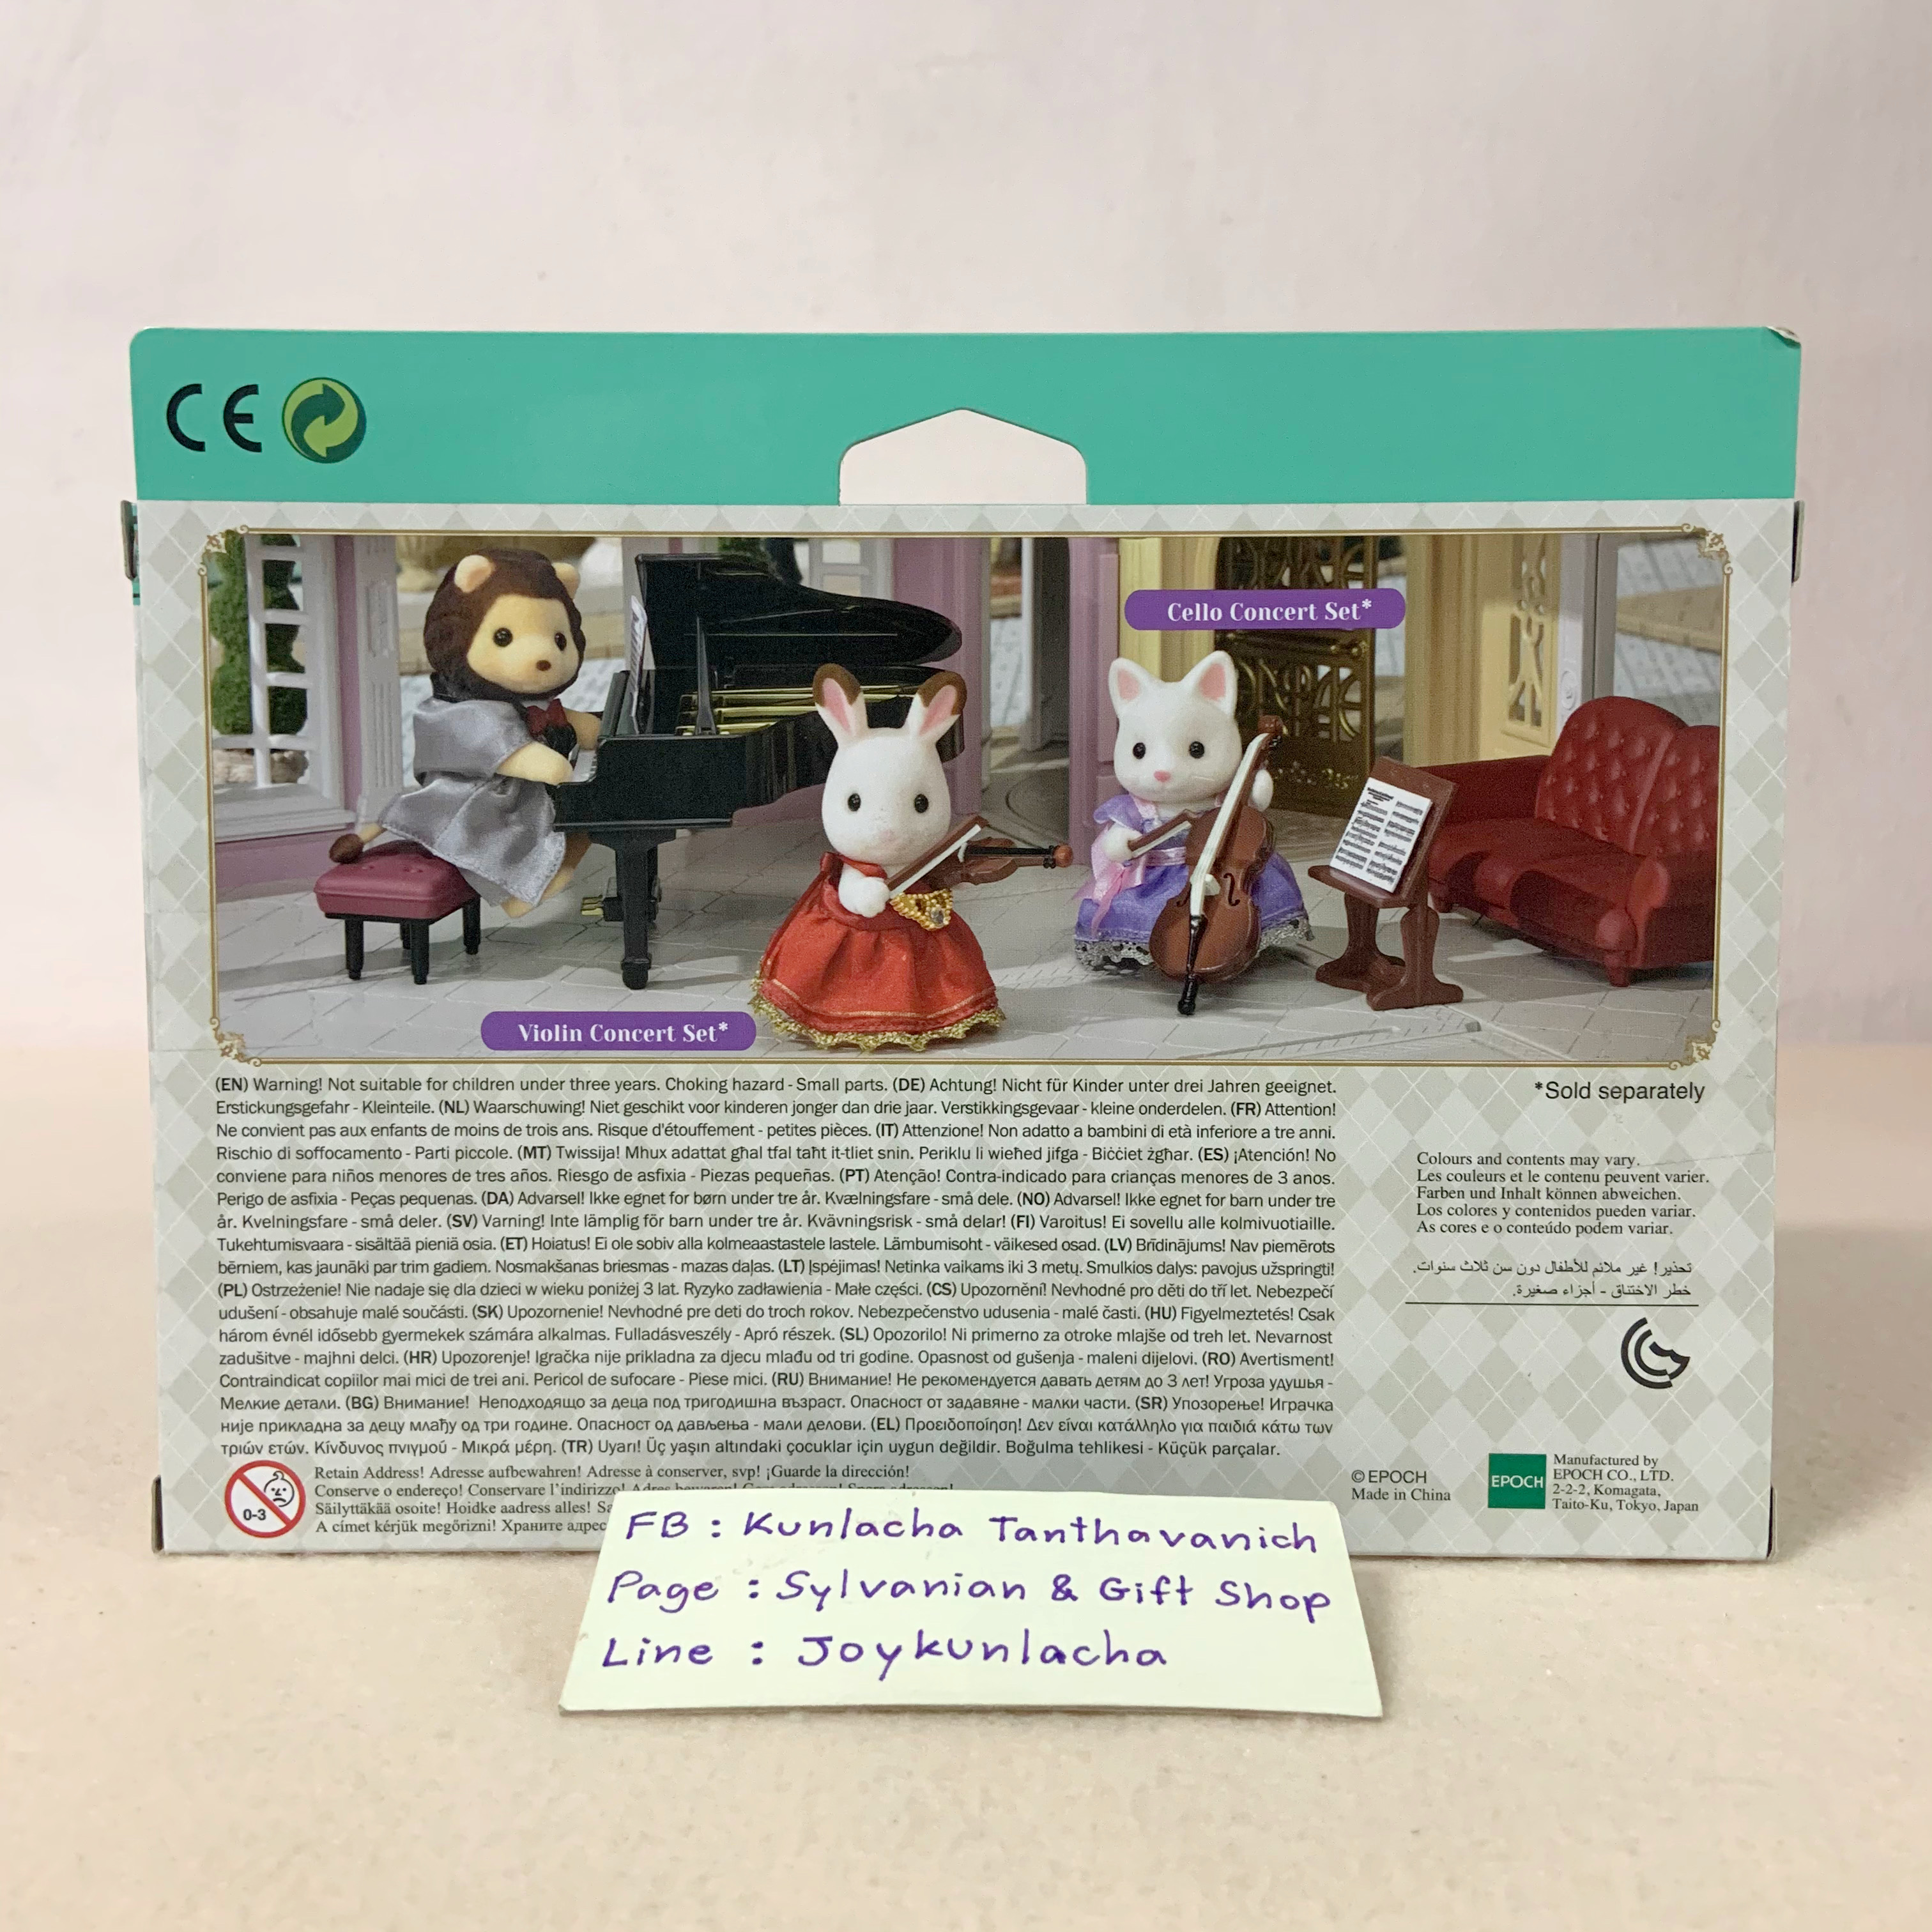 CE
Cello Concert Set*
Violin Concert Set*
(EN) Warning! Not suitable for children under three years. Choking hazard - Small parts. (DE) Achtung! Nicht für Kinder unter drei Jahren geeignet.
Erstickungsgefahr - Kleinteile. (NL) Waarschuwing! Niet geschikt voor kinderen jonger dan drie jaar. Verstikkingsgevaar - kleine onderdelen. (FR) Attention!
Ne convient pas aux enfants de moins de trois ans. Risque d'étouffement - petites pièces. (IT) Attenzione! Non adatto a bambini di età inferiore a tre anni.
Rischio di soffocamento - Parti piccole. (MT) Twissija! Mhux adattat għal tfal taħt it-tliet snin. Periklu li wieħed jifga - Biċċiet żgħar. (ES) ¡Atención! No
conviene para niños menores de tres años. Riesgo de asfixia - Piezas pequeñas. (PT) Atenção! Contra-indicado para crianças menores de 3 anos.
Perigo de asfixia - Peças pequenas. (DA) Advarsel! Ikke egnet for børn under tre år. Kvælningsfare - små dele. (NO) Advarsel! Ikke egnet for barn under tre
år. Kvelningsfare - små deler. (SV) Varning! Inte lämplig för barn under tre år. Kvävningsrisk - små delar! (FI) Varoitus! Ei sovellu alle kolmivuotiaille.
Tukehtumisvaara - sisältää pieniä osia. (ET) Hoiatus! Ei ole sobiv alla kolmeaastastele lastele. Lämbumisoht - väikesed osad. (LV) Brīdinājums! Nav piemērots
bērniem, kas jaunāki par trim gadiem. Nosmakšanas briesmas - mazas daļas. (LT) Įspėjimas! Netinka vaikams iki 3 metų. Smulkios dalys: pavojus užspringti!
(PL) Ostrzeżenie! Nie nadaje się dla dzieci w wieku poniżej 3 lat. Ryzyko zadławienia - Małe części. (CS) Upozornění! Nevhodné pro děti do tří let. Nebezpečí
udušení - obsahuje malé součásti. (SK) Upozornenie! Nevhodné pre deti do troch rokov. Nebezpečenstvo udusenia - malé časti. (HU) Figyelmeztetés! Csak
három évnél idősebb gyermekek számára alkalmas. Fulladásveszély - Apró részek. (SL) Opozorilo! Ni primerno za otroke mlajše od treh let. Nevarnost
zadušitve - majhni delci. (HR) Upozorenje! Igračka nije prikladna za djecu mlađu od tri godine. Opasnost od gušenja - maleni dijelovi. (RO) Avertisment!
Contraindicat copiilor mai mici de trei ani. Pericol de sufocare - Piese mici. (RU) Внимание! Не рекомендуется давать детям до 3 лет! Угроза удушья -
Мелкие детали. (BG) Внимание! Неподходящо за деца под тригодишна възраст. Опасност от задавяне - малки части. (SR) Упозорење! Играчка
није прикладна за децу млађу од три године. Опасност од дављења - мали делови. (EL) Προειδοποίηση! Δεν είναι κατάλληλο για παιδιά κάτω των
τριών ετών. Κίνδυνος πνιγμού - Μικρά μέρη. (TR) Uyarı! Üç yaşın altındaki çocuklar için uygun değildir. Boğulma tehlikesi - Küçük parçalar.
*Sold separately
Colours and contents may vary.
Les couleurs et le contenu peuvent varier.
Farben und Inhalt können abweichen.
Los colores y contenidos pueden variar.
As cores e o conteúdo podem variar.
تحذير! غير ملائم للأطفال دون سن ثلاث سنوات.
خطر الاختناق - أجزاء صغيرة.
0-3
Retain Address! Adresse aufbewahren! Adresse à conserver, svp! ¡Guarde la dirección!
Conserve o endereço! Conservare l'indirizzo!
Säilyttäkää osoite! Hoidke aadress alles!
A címet kérjük megőrizni! Храните адрес
© EPOCH
Made in China
EPOCH
Manufactured by
EPOCH CO., LTD.
2-2-2, Komagata,
Taito-Ku, Tokyo, Japan
FB : Kunlacha Tanthavanich
Page : Sylvanian & Gift Shop
Line : Joykunlacha